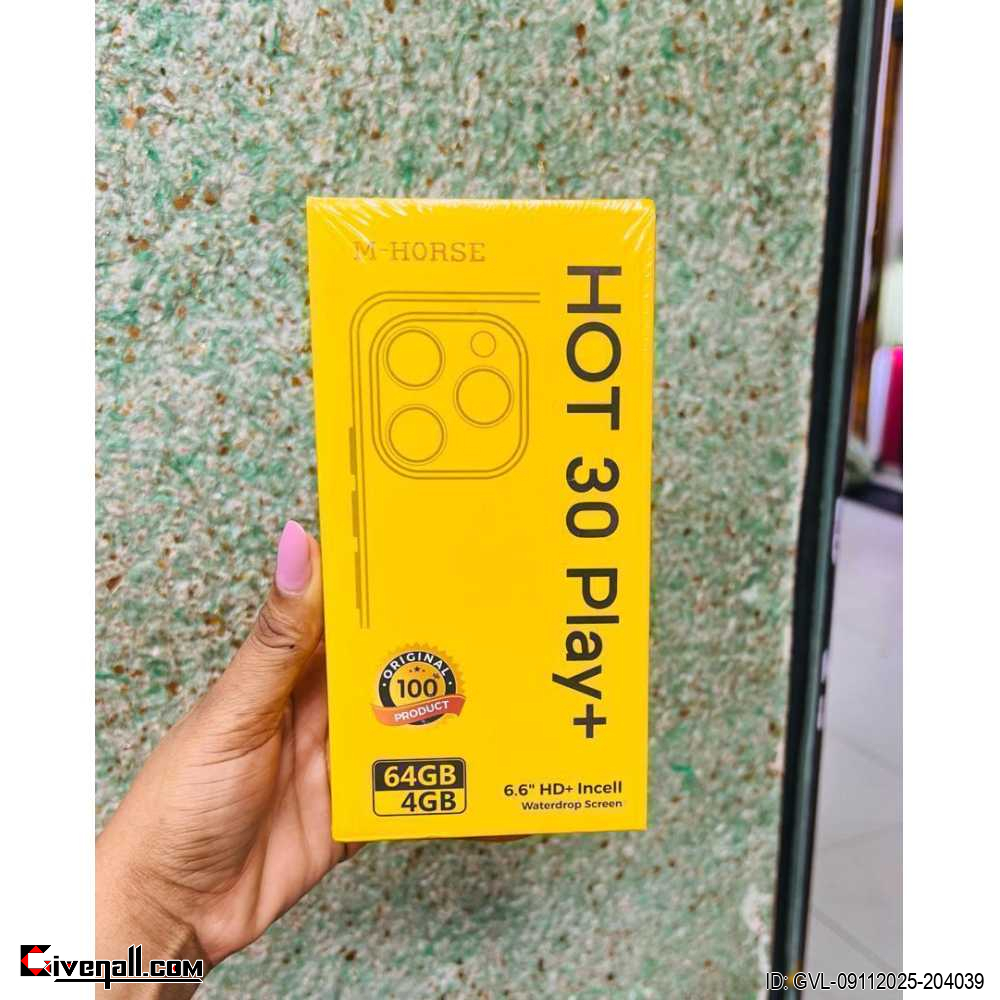 M-HORSE
HOT 30 Play+
ORIGINAL
100
PRODUCT
64GB
4GB
6.6" HD+ Incell
Waterdrop Screen
Givenall.com
ID: GVL-09112025-204039